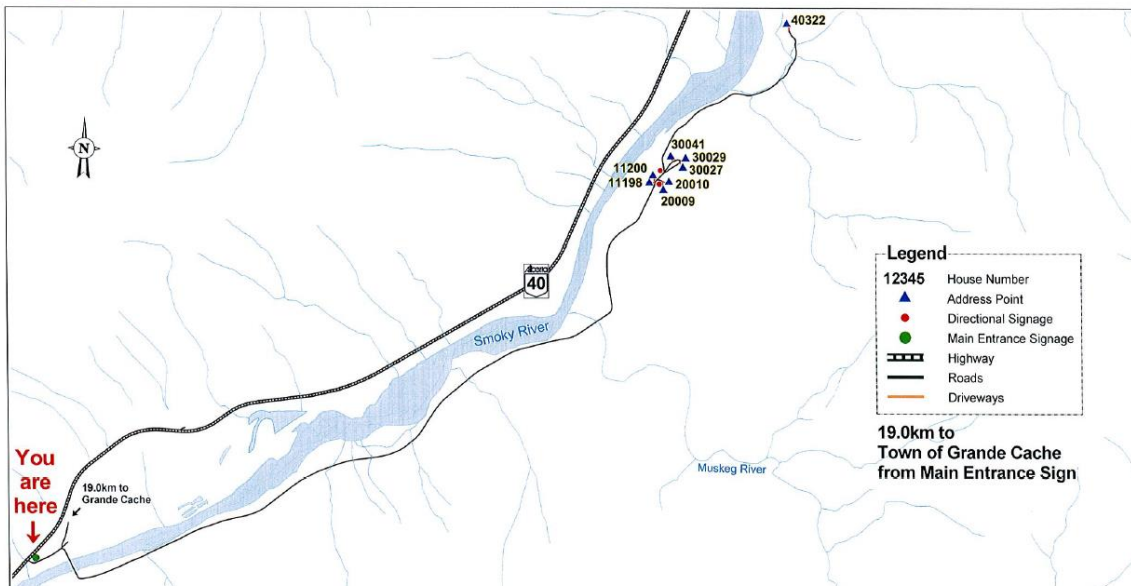 40322
N
30041
30029
11200
30027
11198
20010
20009
Alberta
40
Smoky River
Legend
12345 House Number
Address Point
Directional Signage
Main Entrance Signage
Highway
Roads
Driveways
19.0km to
Town of Grande Cache
from Main Entrance Sign
Muskeg River
You
are
here
19.0km to
Grande Cache